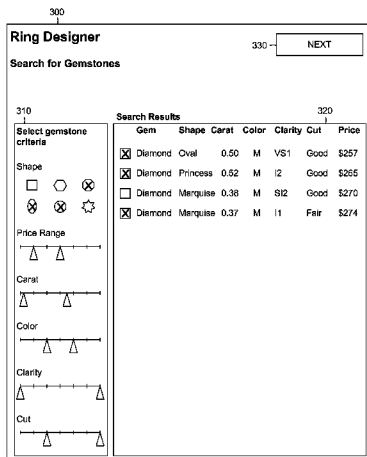 300
Ring Designer
330
NEXT
Search for Gemstones
310
Select gemstone
criteria
Shape
Price Range
Carat
Color
Clarity
Cut
320
Search Results
Gem Shape Carat Color Clarity Cut Price
Diamond Oval 0.50 M VS1 Good $257
Diamond Princess 0.52 M I2 Good $265
Diamond Marquise 0.38 M SI2 Good $270
Diamond Marquise 0.37 M I1 Fair $274